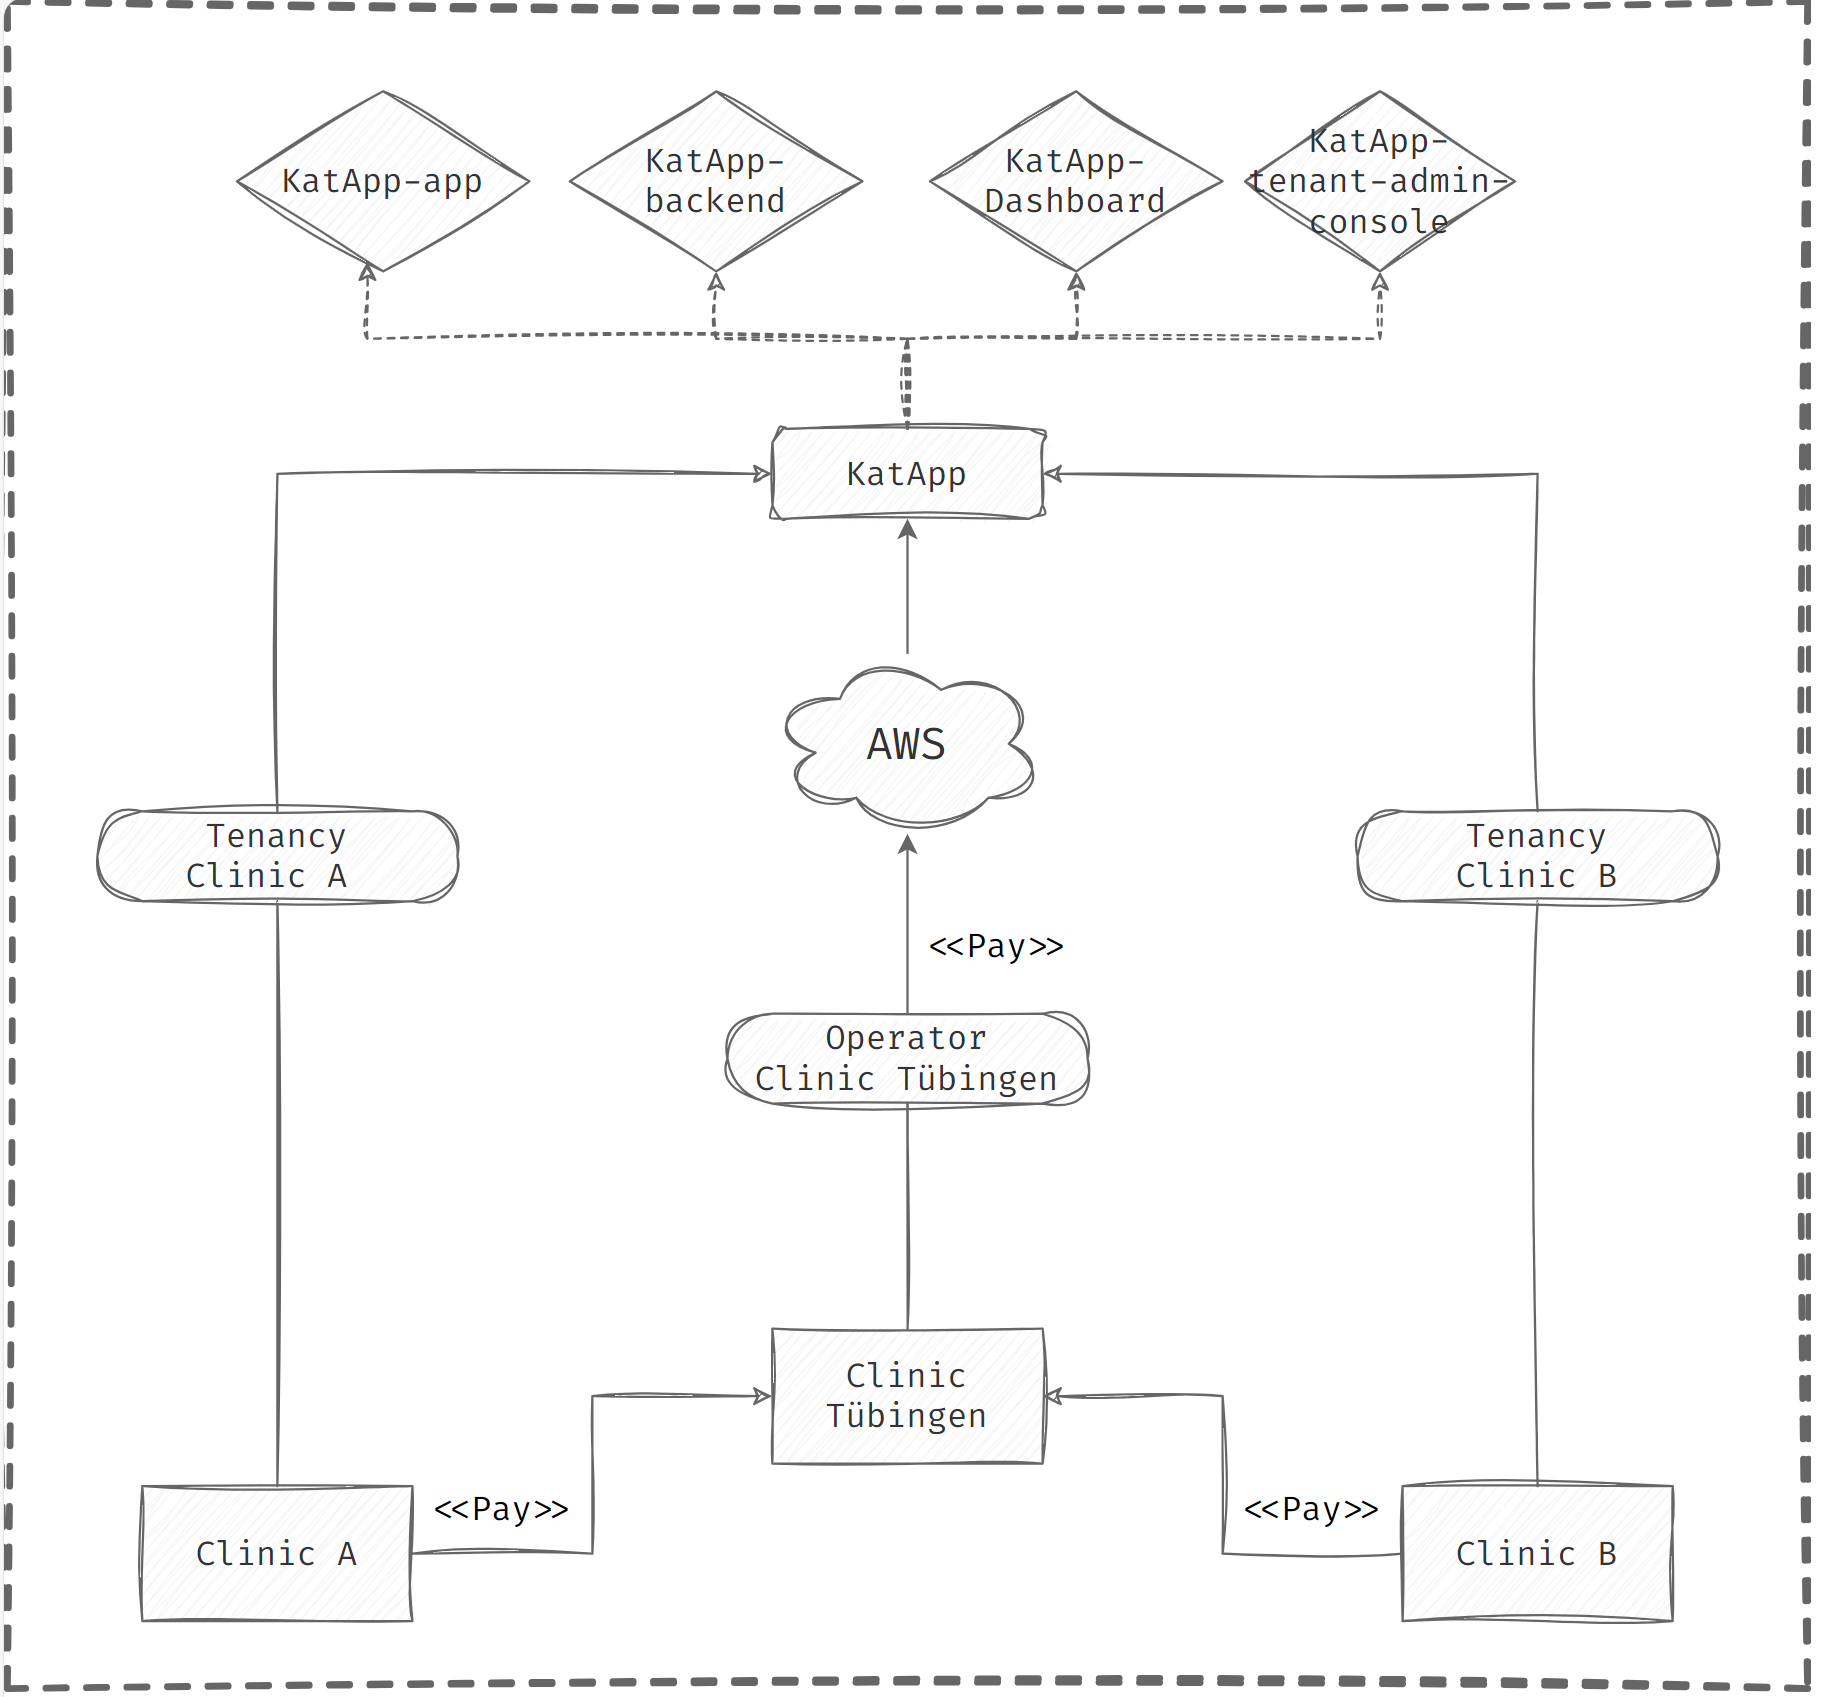 KatApp-app
KatApp-
backend
KatApp-
Dashboard
KatApp-
tenant-admin-
console
KatApp
AWS
Tenancy
Clinic A
Tenancy
Clinic B
<<Pay>>
Operator
Clinic Tübingen
Clinic
Tübingen
<<Pay>>
<<Pay>>
Clinic A
Clinic B